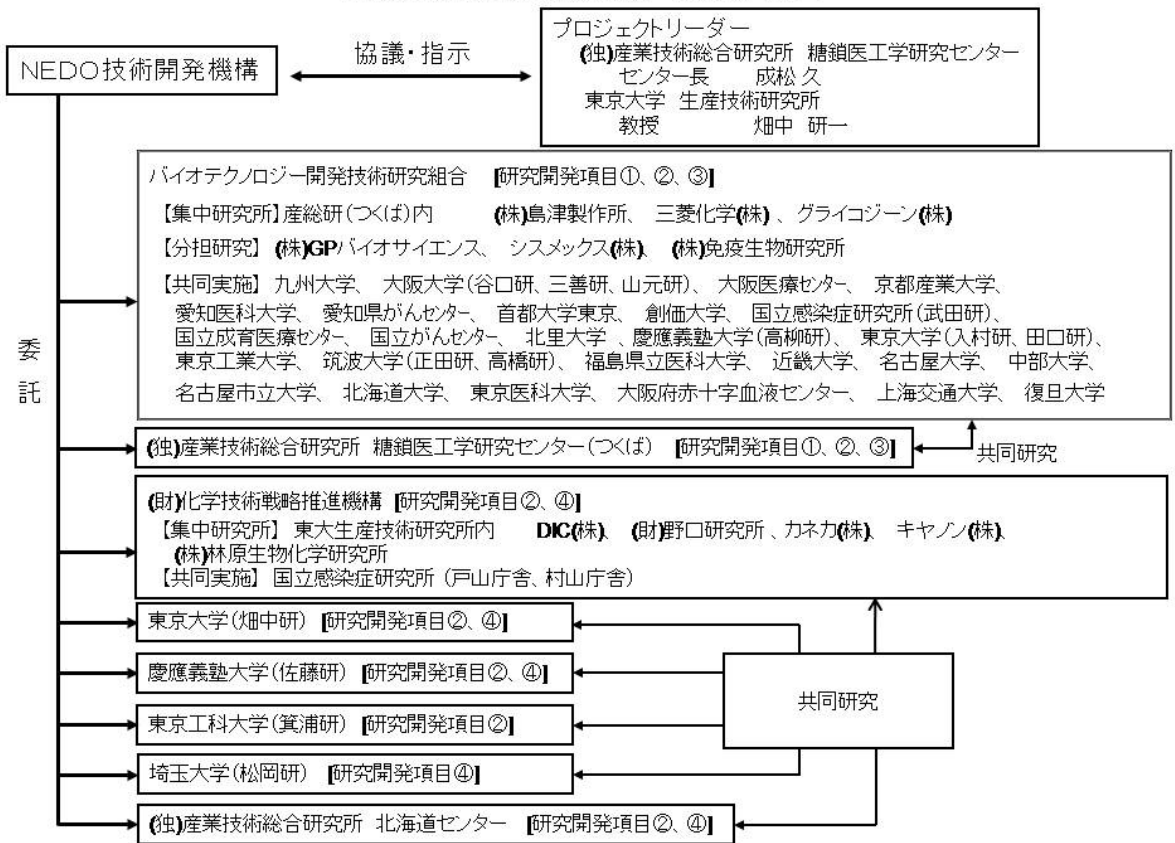 NEDO技術開発機構
協議・指示
プロジェクトリーダー
(独)産業技術総合研究所 糖鎖医工学研究センター
センター長 成松 久
東京大学 生産技術研究所
教授 畑中 研一
委託
バイオテクノロジー開発技術研究組合 [研究開発項目①、②、③]
【集中研究所】産総研(つくば)内 (株)島津製作所、三菱化学(株)、グライコジーン(株)
【分担研究】(株)GPバイオサイエンス、シスメックス(株)、(株)免疫生物研究所
【共同実施】九州大学、大阪大学(谷口研、三善研、山元研)、大阪医療センター、京都産業大学、
愛知医科大学、愛知県がんセンター、首都大学東京、創価大学、国立感染症研究所(武田研)、
国立成育医療センター、国立がんセンター、北里大学、慶應義塾大学(高柳研)、東京大学(入村研、田口研)、
東京工業大学、筑波大学(正田研、高橋研)、福島県立医科大学、近畿大学、名古屋大学、中部大学、
名古屋市立大学、北海道大学、東京医科大学、大阪府赤十字血液センター、上海交通大学、復旦大学
(独)産業技術総合研究所 糖鎖医工学研究センター(つくば) [研究開発項目①、②、③]
共同研究
(財)化学技術戦略推進機構 [研究開発項目②、④]
【集中研究所】東大生産技術研究所内 DIC(株)、(財)野口研究所、カネカ(株)、キヤノン(株)、
(株)林原生物化学研究所
【共同実施】国立感染症研究所(戸山庁舎、村山庁舎)
東京大学(畑中研) [研究開発項目②、④]
慶應義塾大学(佐藤研) [研究開発項目②、④]
共同研究
東京工科大学(箕浦研) [研究開発項目②]
埼玉大学(松岡研) [研究開発項目④]
(独)産業技術総合研究所 北海道センター [研究開発項目②、④]